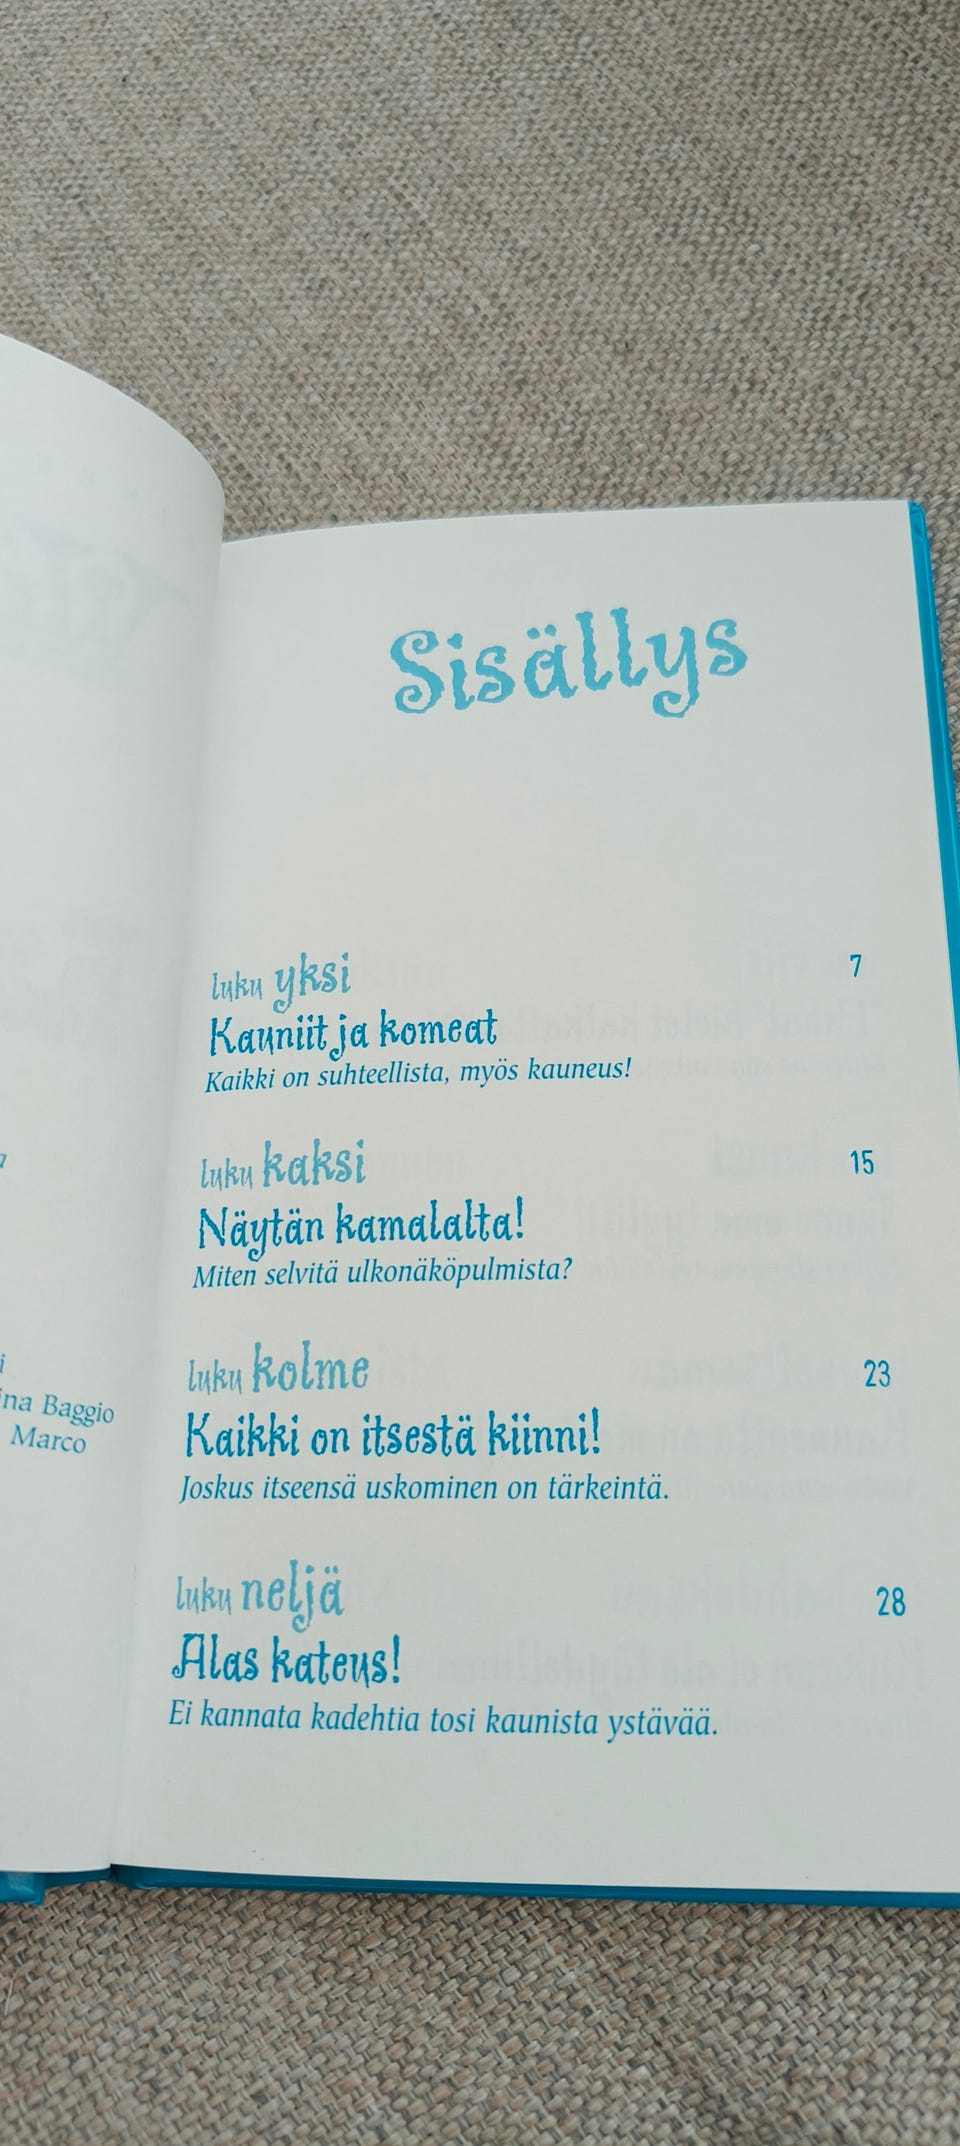 ina Baggio
Marco
Sisällys
luku yksi 7
Kauniit ja komeat
Kaikki on suhteellista, myös kauneus!
luku kaksi 15
Näytän kamalalta!
Miten selvitä ulkonäköpulmista?
luku kolme 23
Kaikki on itsestä kiinni!
Joskus itseensä uskominen on tärkeintä.
luku neljä 28
Alas kateus!
Ei kannata kadehtia tosi kaunista ystävää.